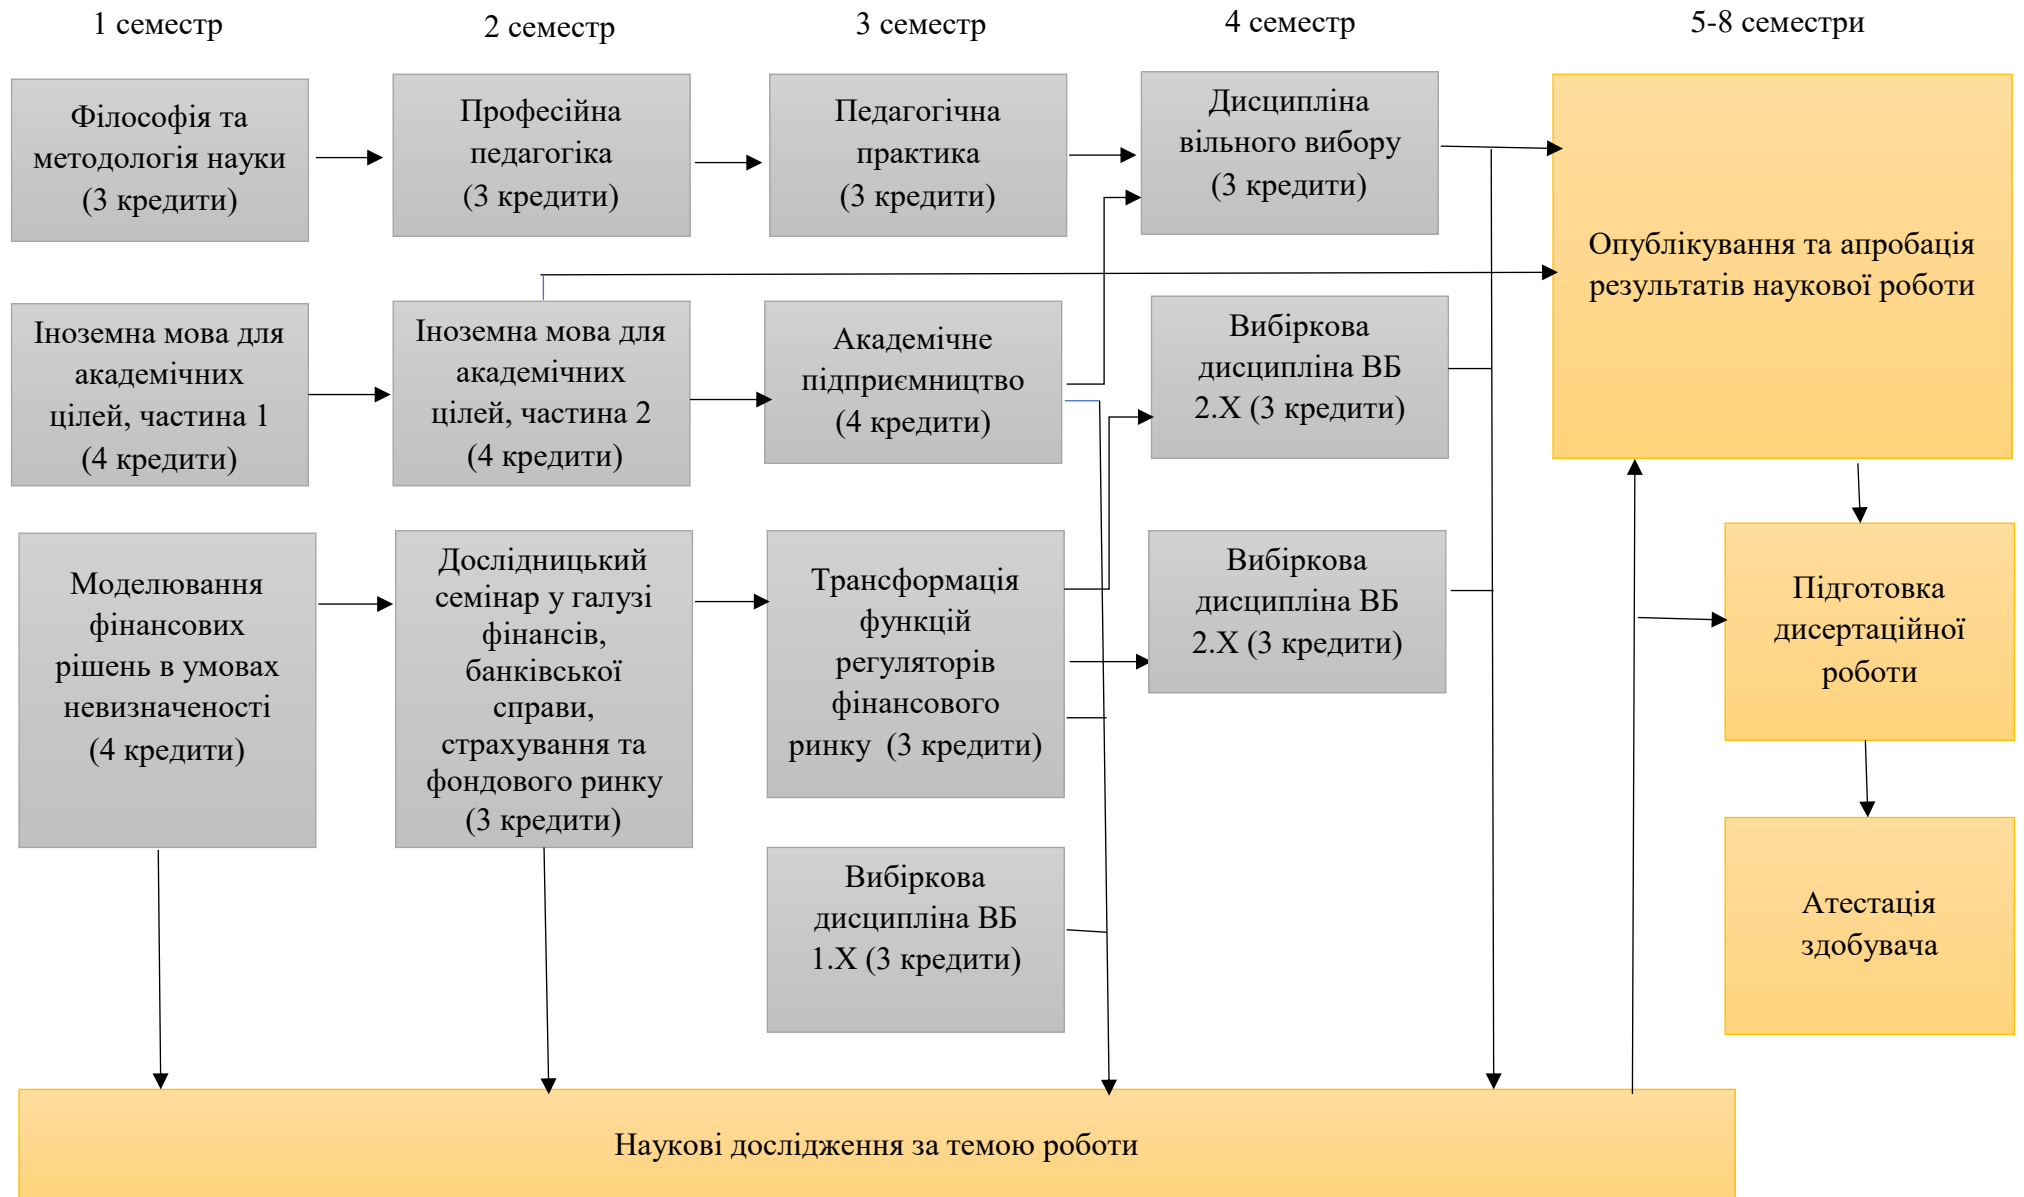 1 семестр
2 семестр
3 семестр
4 семестр
5-8 семестри
Філософія та
методологія науки
(3 кредити)
Професійна
педагогіка
(3 кредити)
Педагогічна
практика
(3 кредити)
Дисципліна
вільного вибору
(3 кредити)
Опублікування та апробація
результатів наукової роботи
Іноземна мова для
академічних
цілей, частина 1
(4 кредити)
Іноземна мова для
академічних
цілей, частина 2
(4 кредити)
Академічне
підприємництво
(4 кредити)
Вибіркова
дисципліна ВБ
2.Х (3 кредити)
Моделювання
фінансових
рішень в умовах
невизначеності
(4 кредити)
Дослідницький
семінар у галузі
фінансів,
банківської
справи,
страхування та
фондового ринку
(3 кредити)
Трансформація
функцій
регуляторів
фінансового
ринку (3 кредити)
Вибіркова
дисципліна ВБ
2.Х (3 кредити)
Підготовка
дисертаційної
роботи
Вибіркова
дисципліна ВБ
1.Х (3 кредити)
Атестація
здобувача
Наукові дослідження за темою роботи